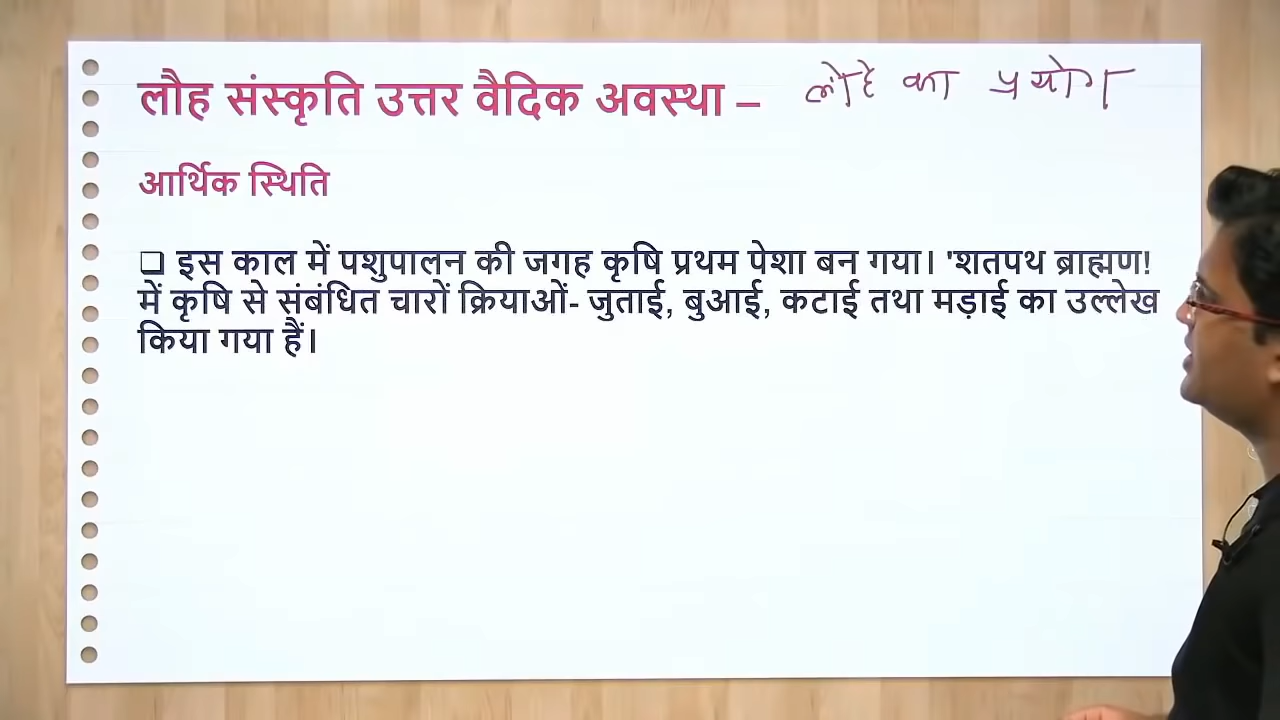 लौह संस्कृति उत्तर वैदिक अवस्था – लोहे का प्रयोग
आर्थिक स्थिति
❑ इस काल में पशुपालन की जगह कृषि प्रथम पेशा बन गया। 'शतपथ ब्राह्मण!
में कृषि से संबंधित चारों क्रियाओं- जुताई, बुआई, कटाई तथा मड़ाई का उल्लेख
किया गया हैं।